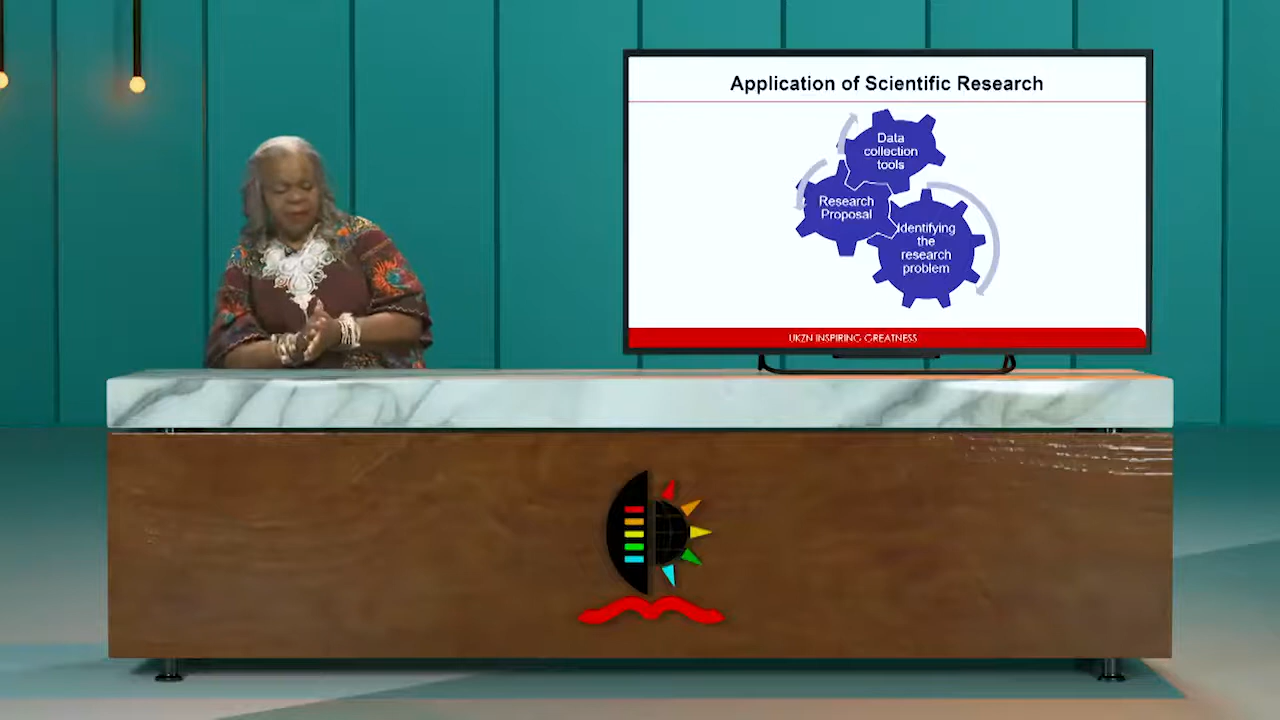 Application of Scientific Research
Data
collection
tools
Research
Proposal
Identifying
the
research
problem
UKZN INSPIRING GREATNESS